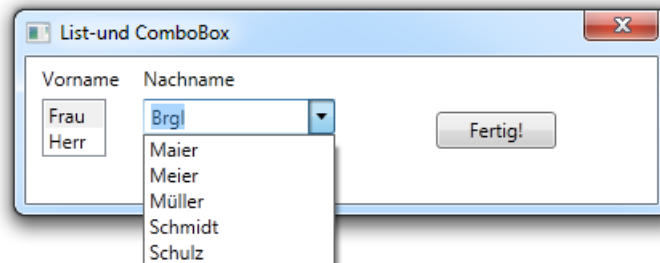 List-und ComboBox
Vorname Nachname
Frau
Herr
Brgl
Maier
Meier
Müller
Schmidt
Schulz
Fertig!